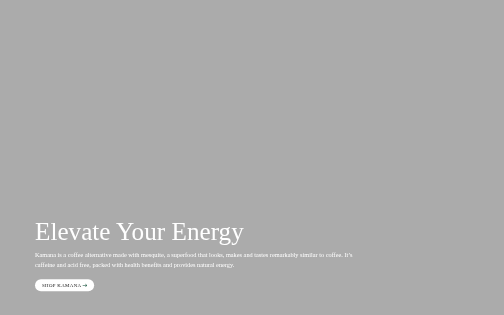 Elevate Your Energy
Kamana is a coffee alternative made with mesquite, a superfood that looks, makes and tastes remarkably similar to coffee. It's
caffeine and acid free, packed with health benefits and provides natural energy.
SHOP KAMANA →